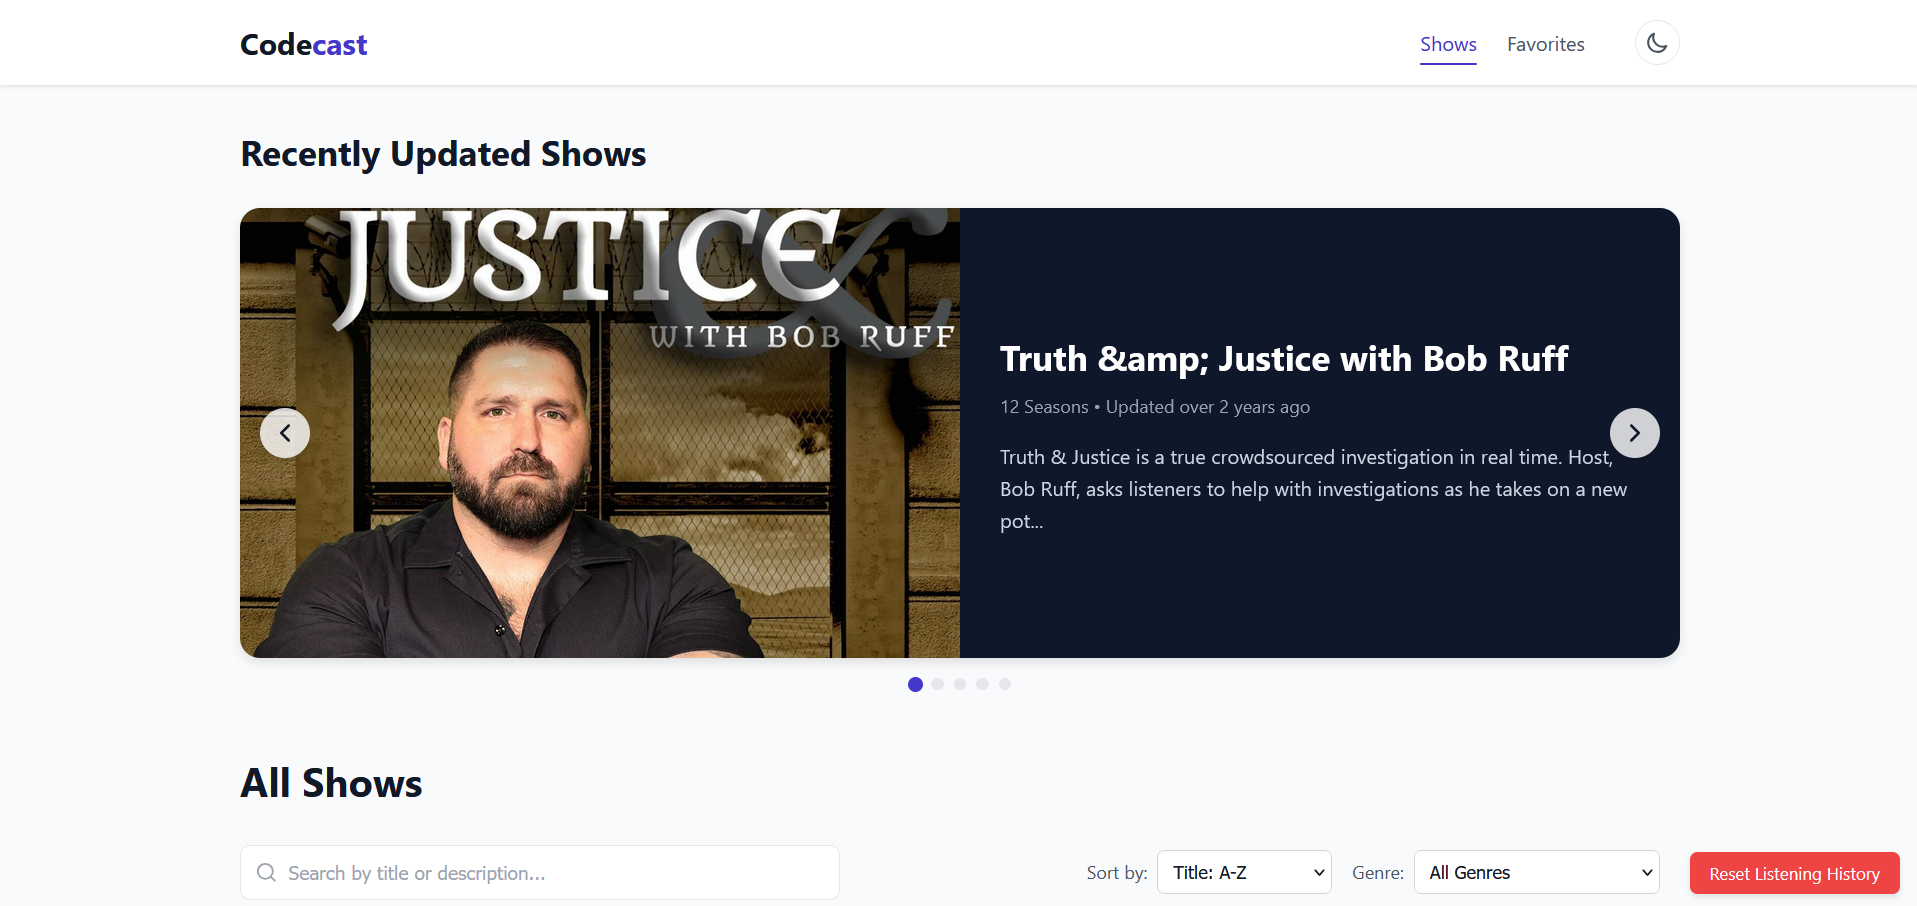 Codecast
Shows
Favorites
Recently Updated Shows
JUSTICE
&
WITH BOB RUFF
Truth &amp;amp; Justice with Bob Ruff
12 Seasons • Updated over 2 years ago
Truth & Justice is a true crowdsourced investigation in real time. Host,
Bob Ruff, asks listeners to help with investigations as he takes on a new
pot...
All Shows
Search by title or description...
Sort by:
Title: A-Z
Genre:
All Genres
Reset Listening History